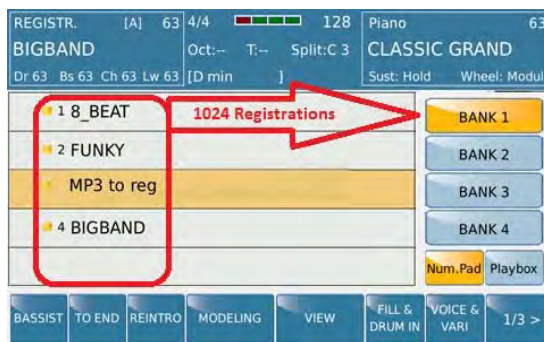 REGISTR. [A] 63
BIGBAND
Dr 63 Bs 63 Ch 63 Lw 63
4/4 128
Oct:-- T:-- Split:C 3
[D min ]
Piano 63
CLASSIC GRAND
Sust: Hold Wheel: Modul
1 8_BEAT
2 FUNKY
MP3 to reg
4 BIGBAND
1024 Registrations
BANK 1
BANK 2
BANK 3
BANK 4
Num.Pad Playbox
BASSIST TO END REINTRO MODELING VIEW FILL & DRUM IN VOICE & VARI 1/3 >